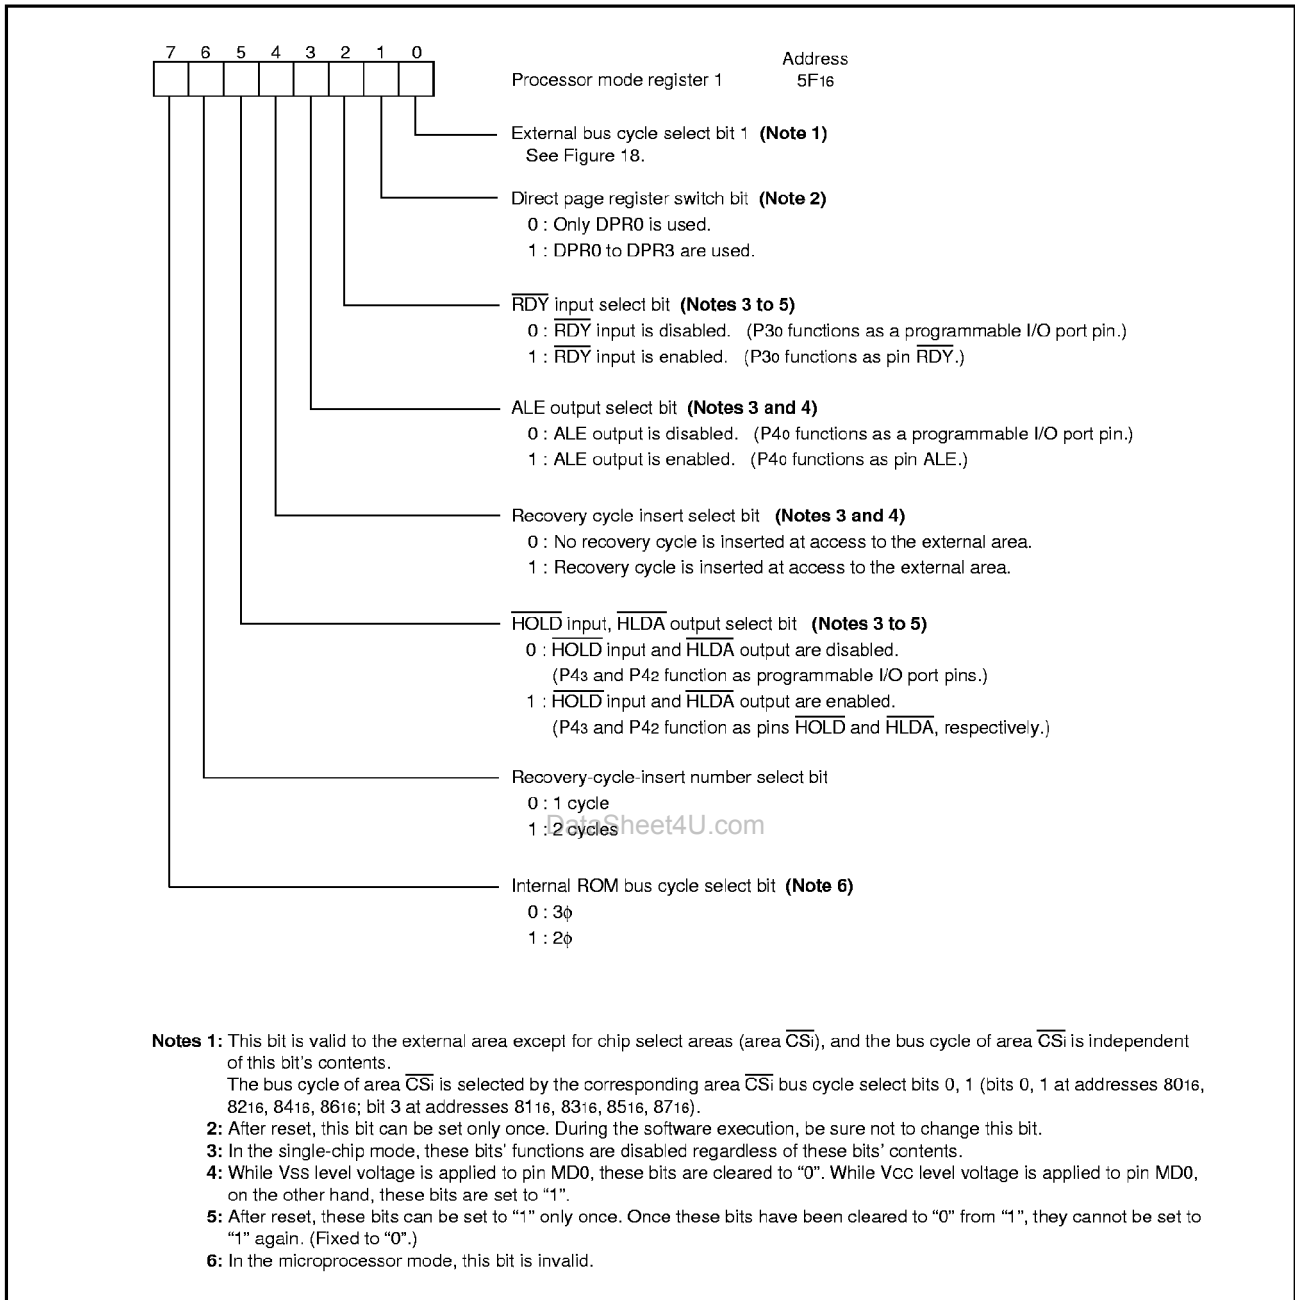 Address
7 6 5 4 3 2 1 0
Processor mode register 1 5F16
External bus cycle select bit 1 (Note 1)
See Figure 18.
Direct page register switch bit (Note 2)
0 : Only DPR0 is used.
1 : DPR0 to DPR3 are used.
RDY input select bit (Notes 3 to 5)
0 : RDY input is disabled. (P30 functions as a programmable I/O port pin.)
1 : RDY input is enabled. (P30 functions as pin RDY.)
ALE output select bit (Notes 3 and 4)
0 : ALE output is disabled. (P40 functions as a programmable I/O port pin.)
1 : ALE output is enabled. (P40 functions as pin ALE.)
Recovery cycle insert select bit (Notes 3 and 4)
0 : No recovery cycle is inserted at access to the external area.
1 : Recovery cycle is inserted at access to the external area.
HOLD input, HLDA output select bit (Notes 3 to 5)
0 : HOLD input and HLDA output are disabled.
(P43 and P42 function as programmable I/O port pins.)
1 : HOLD input and HLDA output are enabled.
(P43 and P42 function as pins HOLD and HLDA, respectively.)
Recovery-cycle-insert number select bit
0 : 1 cycle
1 : 2 cycles
DataSheet4U.com
Internal ROM bus cycle select bit (Note 6)
0 : 3ϕ
1 : 2ϕ
Notes 1: This bit is valid to the external area except for chip select areas (area CSi), and the bus cycle of area CSi is independent
of this bit's contents.
The bus cycle of area CSi is selected by the corresponding area CSi bus cycle select bits 0, 1 (bits 0, 1 at addresses 8016,
8216, 8416, 8616; bit 3 at addresses 8116, 8316, 8516, 8716).
2: After reset, this bit can be set only once. During the software execution, be sure not to change this bit.
3: In the single-chip mode, these bits' functions are disabled regardless of these bits' contents.
4: While VSS level voltage is applied to pin MD0, these bits are cleared to “0”. While VCC level voltage is applied to pin MD0,
on the other hand, these bits are set to “1”.
5: After reset, these bits can be set to “1” only once. Once these bits have been cleared to “0” from “1”, they cannot be set to
“1” again. (Fixed to “0”.)
6: In the microprocessor mode, this bit is invalid.